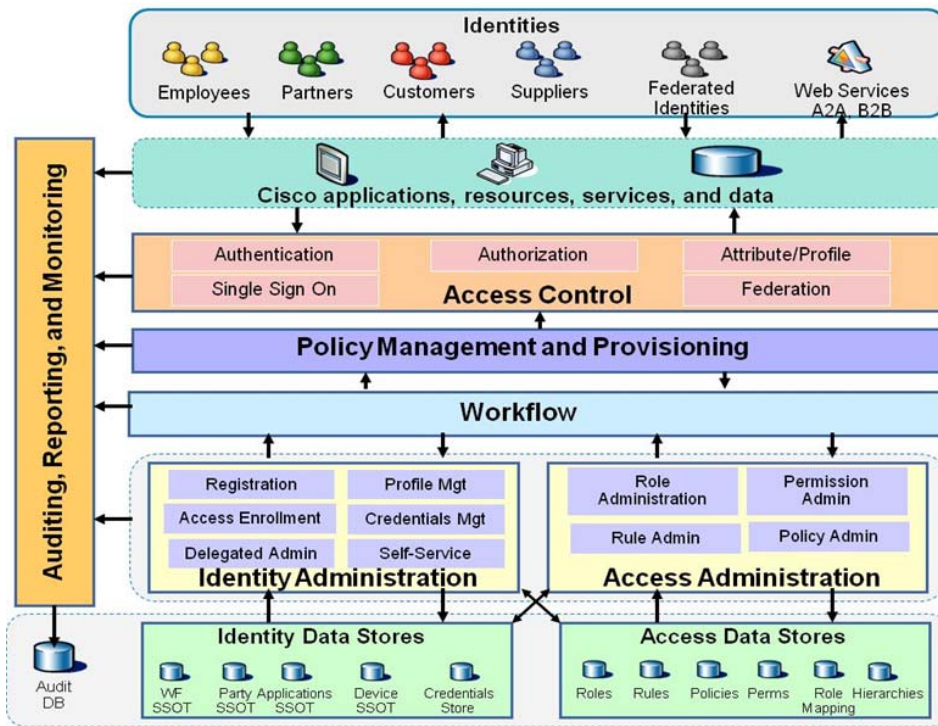 Identities
Employees
Partners
Customers
Suppliers
Federated
Identities
Web Services
A2A, B2B
Cisco applications, resources, services, and data
Auditing, Reporting, and Monitoring
Authentication
Authorization
Attribute/Profile
Single Sign On
Federation
Access Control
Policy Management and Provisioning
Workflow
Registration
Profile Mgt
Access Enrollment
Credentials Mgt
Delegated Admin
Self-Service
Identity Administration
Role
Administration
Permission
Admin
Rule Admin
Policy Admin
Access Administration
Identity Data Stores
WF
SSOT
Party
SSOT
Applications
SSOT
Device
SSOT
Credentials
Store
Access Data Stores
Roles
Rules
Policies
Perms
Role
Mapping
Hierarchies
Audit
DB